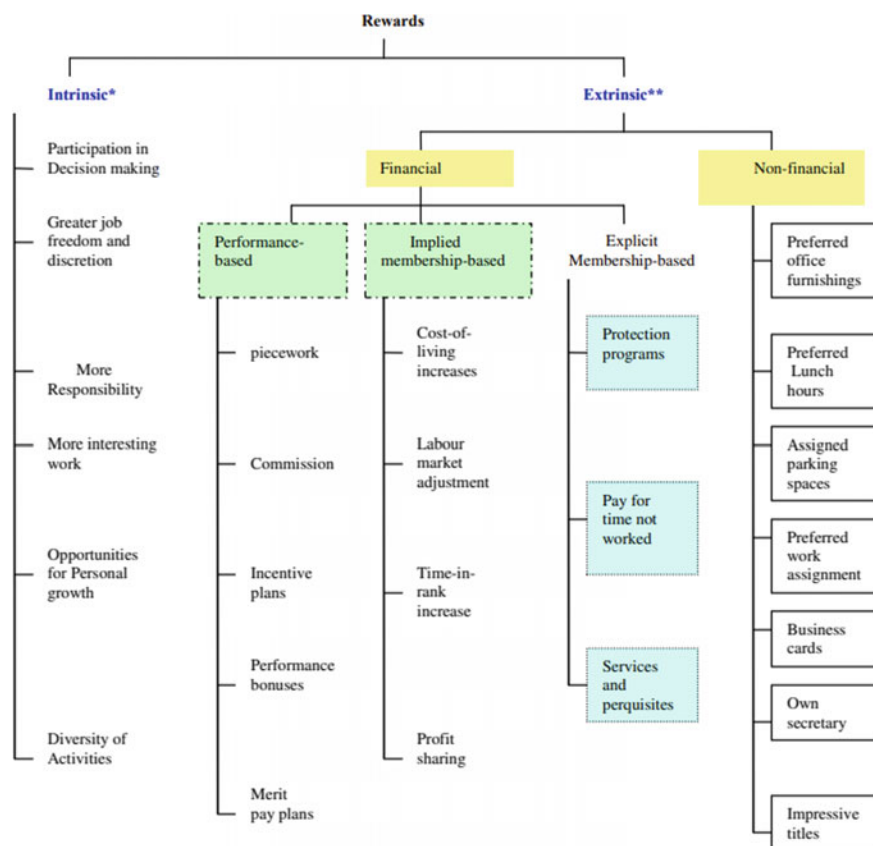 Rewards
Intrinsic*
Extrinsic**
Participation in
Decision making
Greater job
freedom and
discretion
More
Responsibility
More interesting
work
Opportunities
for Personal
growth
Diversity of
Activities
Financial
Non-financial
Performance-
based
piecework
Commission
Incentive
plans
Performance
bonuses
Merit
pay plans
Implied
membership-based
Cost-of-
living
increases
Labour
market
adjustment
Time-in-
rank
increase
Profit
sharing
Explicit
Membership-based
Protection
programs
Pay for
time not
worked
Services
and
perquisites
Preferred
office
furnishings
Preferred
Lunch
hours
Assigned
parking
spaces
Preferred
work
assignment
Business
cards
Own
secretary
Impressive
titles